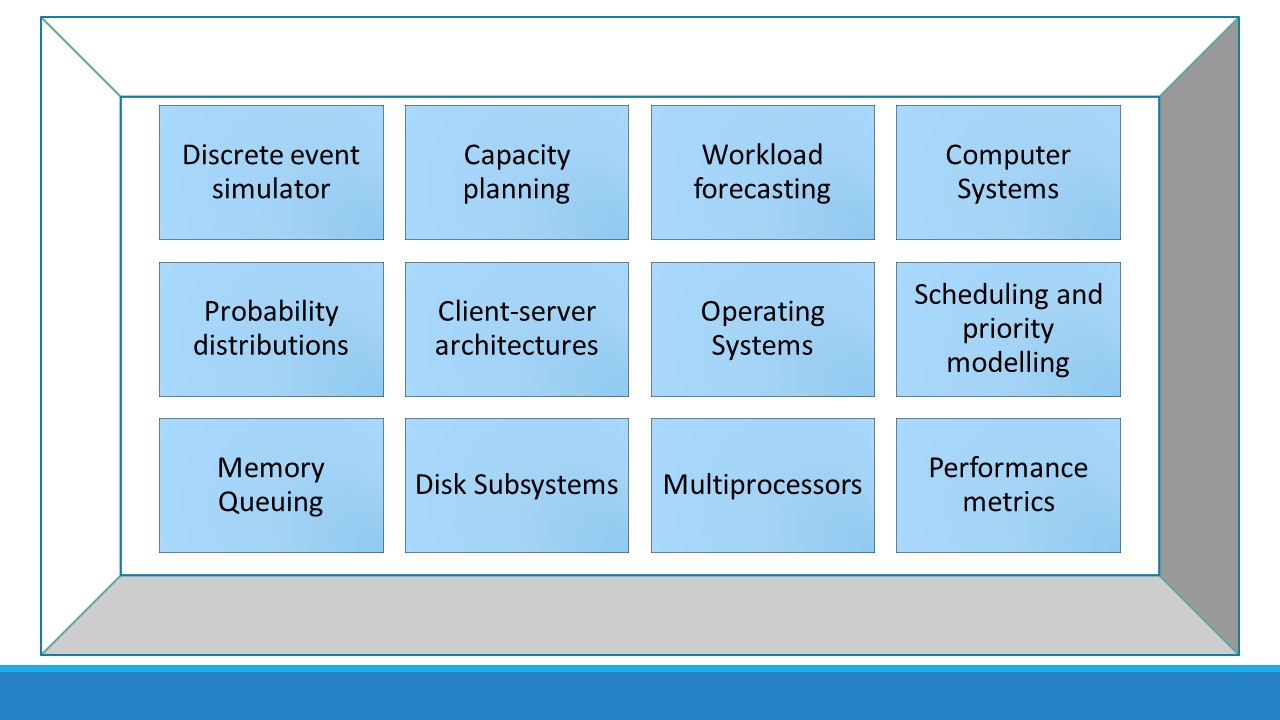 Discrete event
simulator
Capacity
planning
Workload
forecasting
Computer
Systems
Probability
distributions
Client-server
architectures
Operating
Systems
Scheduling and
priority
modelling
Memory
Queuing
Disk Subsystems
Multiprocessors
Performance
metrics